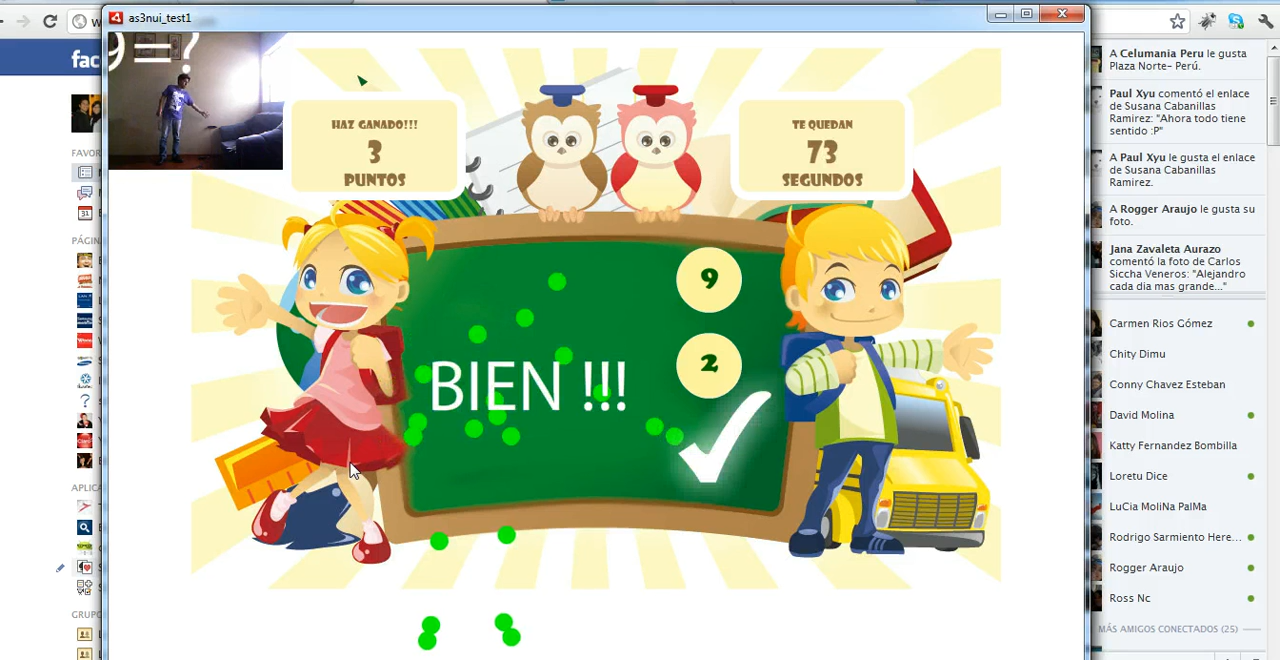 as3nui_test1
9=?
HAZ GANADO!!!
3
PUNTOS
TE QUEDAN
73
SEGUNDOS
9
2
BIEN !!!
FAVOR
31
PÁGIN
APLICA
GRUPO
A Celumania Peru le gusta
Plaza Norte- Perú.
Paul Xyu comentó el enlace
de Susana Cabanillas
Ramirez: "Ahora todo tiene
sentido :P"
A Paul Xyu le gusta el enlace
de Susana Cabanillas
Ramirez.
A Rogger Araujo le gusta su
foto.
Jana Zavaleta Aurazo
comentó la foto de Carlos
Siccha Veneros: "Alejandro
cada dia mas grande..."
Carmen Rios Gómez
Chity Dimu
Conny Chavez Esteban
David Molina
Katty Fernandez Bombilla
Loretu Dice
LuCia MoliNa PalMa
Rodrigo Sarmiento Here...
Rogger Araujo
Ross Nc
MÁS AMIGOS CONECTADOS (25)